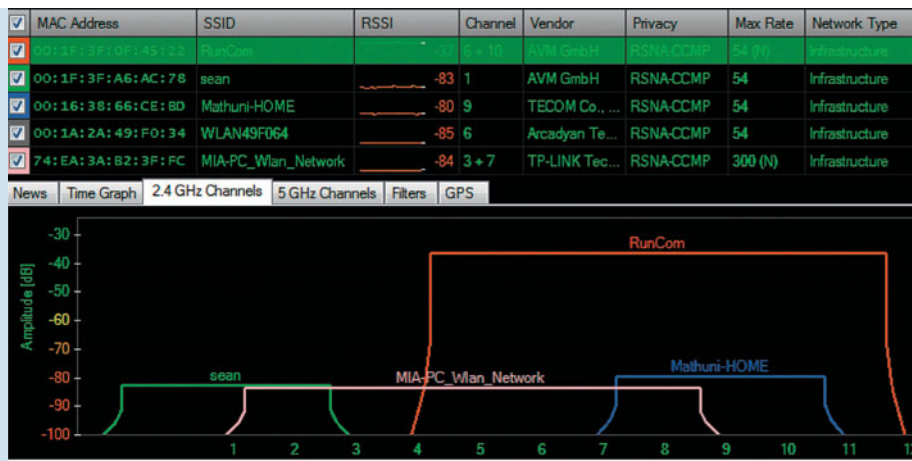 MAC Address SSID RSSI Channel Vendor Privacy Max Rate Network Type
00:1F:3F:0F:45:22 RunCom -37 6 + 10 AVM GmbH RSNA-CCMP 54 (N) Infrastructure
00:1F:3F:A6:AC:78 sean -83 1 AVM GmbH RSNA-CCMP 54 Infrastructure
00:16:38:66:CE:BD Mathuni-HOME -80 9 TECOM Co., ... RSNA-CCMP 54 Infrastructure
00:1A:2A:49:F0:34 WLAN49F064 -85 6 Arcadyan Te... RSNA-CCMP 54 Infrastructure
74:EA:3A:B2:3F:FC MIA-PC_Wlan_Network -84 3 + 7 TP-LINK Tec... RSNA-CCMP 300 (N) Infrastructure
News Time Graph 2.4 GHz Channels 5 GHz Channels Filters GPS
-30
RunCom
-40
-50
Amplitude [dB]
-60
-70
Mathuni-HOME
-80
sean
MIA-PC_Wlan_Network
-90
-100
1 2 3 4 5 6 7 8 9 10 11